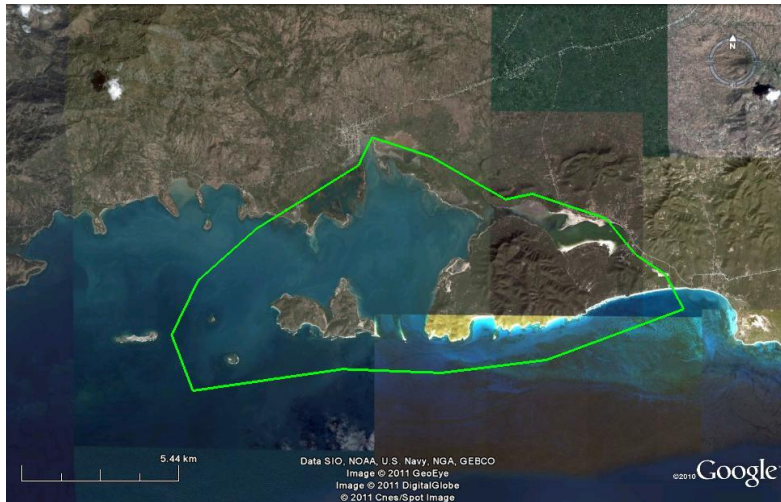 N
5.44 km
Data SIO, NOAA, U.S. Navy, NGA, GEBCO
Image © 2011 GeoEye
Image © 2011 DigitalGlobe
© 2011 Cnes/Spot Image
©2010 Google